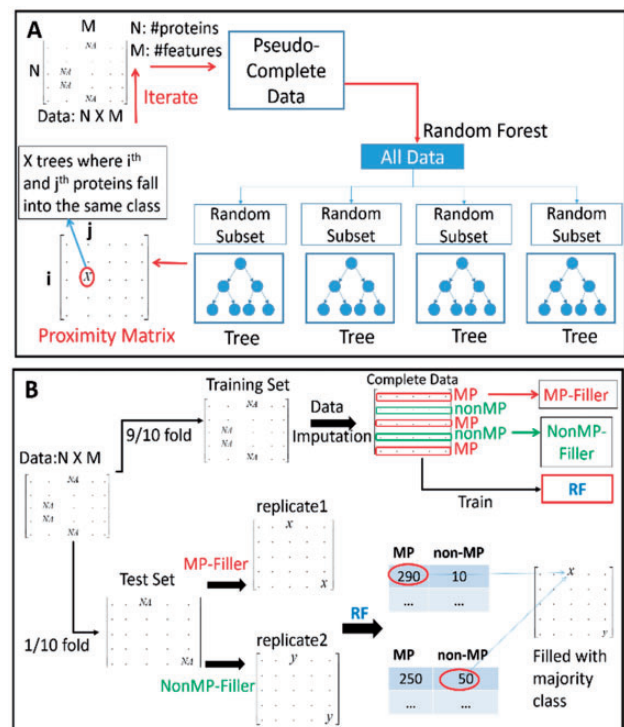 A
M
N: #proteins
M: #features
NA
N
NA
NA
NA
Iterate
Data: N X M
Pseudo-
Complete
Data
Random Forest
All Data
X trees where ith
and jth proteins fall
into the same class
Random
Subset
Random
Subset
Random
Subset
Random
Subset
j
i
x
Proximity Matrix
Tree
Tree
Tree
Tree
B
Training Set
NA
NA
NA
NA
9/10 fold
Data
Imputation
Complete Data
MP
nonMP
MP
nonMP
MP
MP-Filler
NonMP-
Filler
Train
RF
Data:N X M
NA
NA
NA
NA
1/10 fold
Test Set
NA
NA
MP-Filler
NonMP-Filler
replicate1
x
x
replicate2
y
y
RF
MP non-MP
290 10
... ...
MP non-MP
250 50
... ...
x
y
Filled with
majority
class